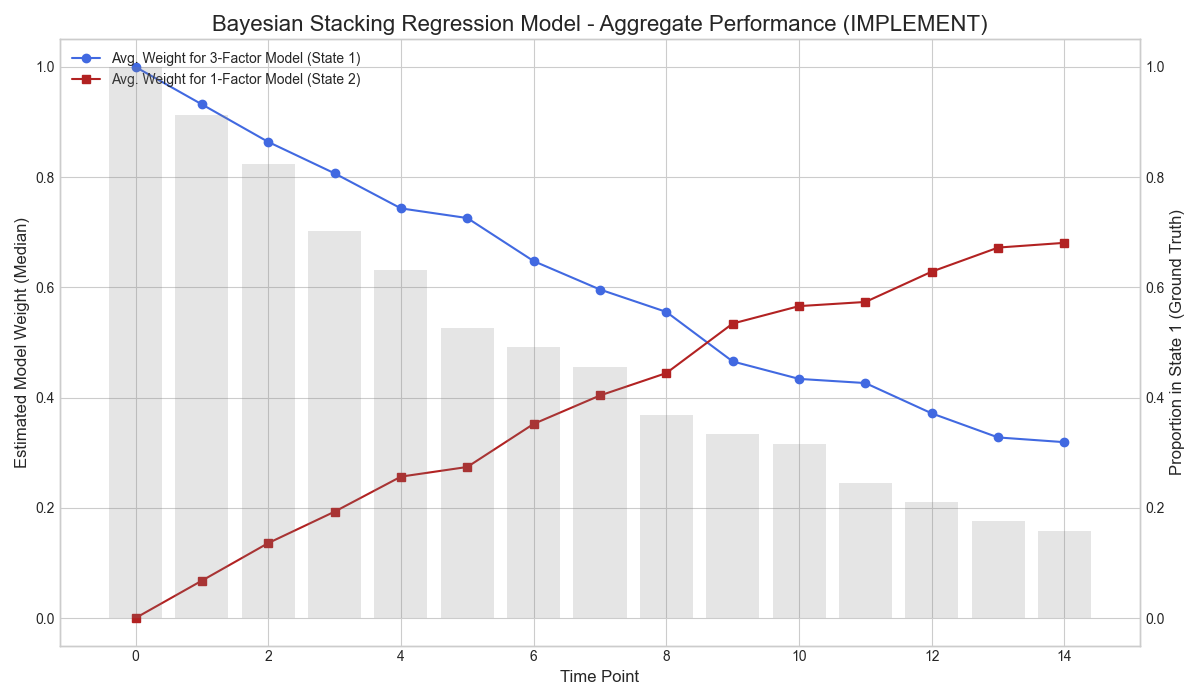 Bayesian Stacking Regression Model - Aggregate Performance (IMPLEMENT)
Avg. Weight for 3-Factor Model (State 1)
Avg. Weight for 1-Factor Model (State 2)
Estimated Model Weight (Median)
1.0
0.8
0.6
0.4
0.2
0.0
1.0
0.8
0.6
0.4
0.2
0.0
Proportion in State 1 (Ground Truth)
0 2 4 6 8 10 12 14
Time Point